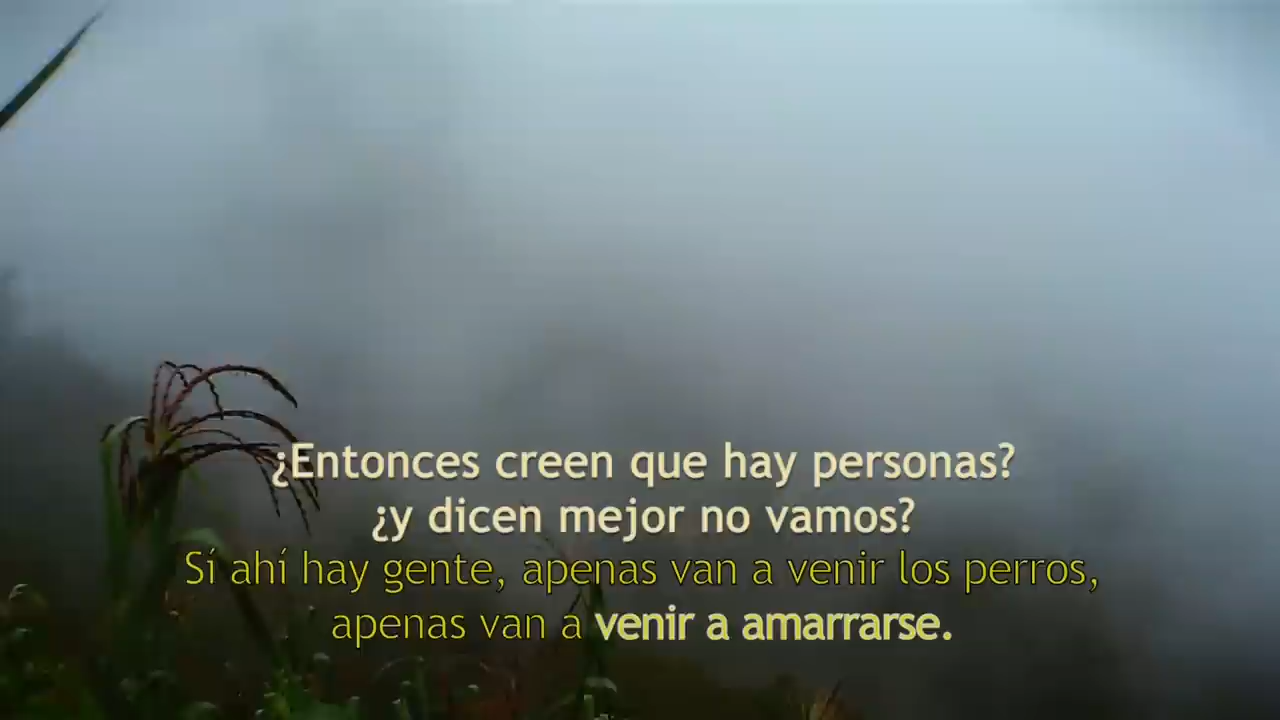 ¿Entonces creen que hay personas?
¿y dicen mejor no vamos?
Sí ahí hay gente, apenas van a venir los perros,
apenas van a venir a amarrarse.